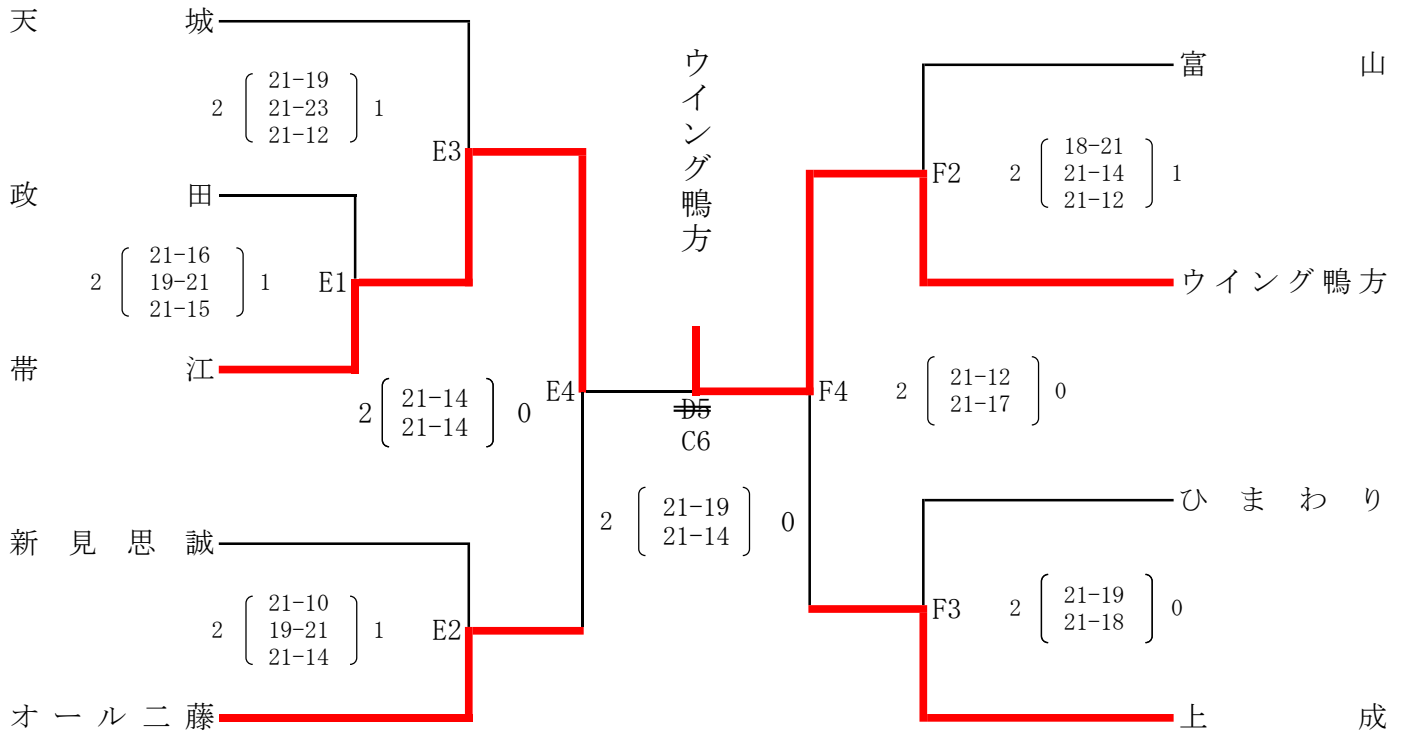 天城
2 21-19 1
21-23
21-12
E3
政田
2 21-16 1
19-21
21-15
E1
帯江
2 21-14 0
21-14
E4
新見思誠
2 21-10 1
19-21
21-14
E2
オール二藤
ウイング鴨方
D5
C6
2 21-19 0
21-14
富山
F2
2 18-21 1
21-14
21-12
ウイング鴨方
F4
2 21-12 0
21-17
ひまわり
F3
2 21-19 0
21-18
上成